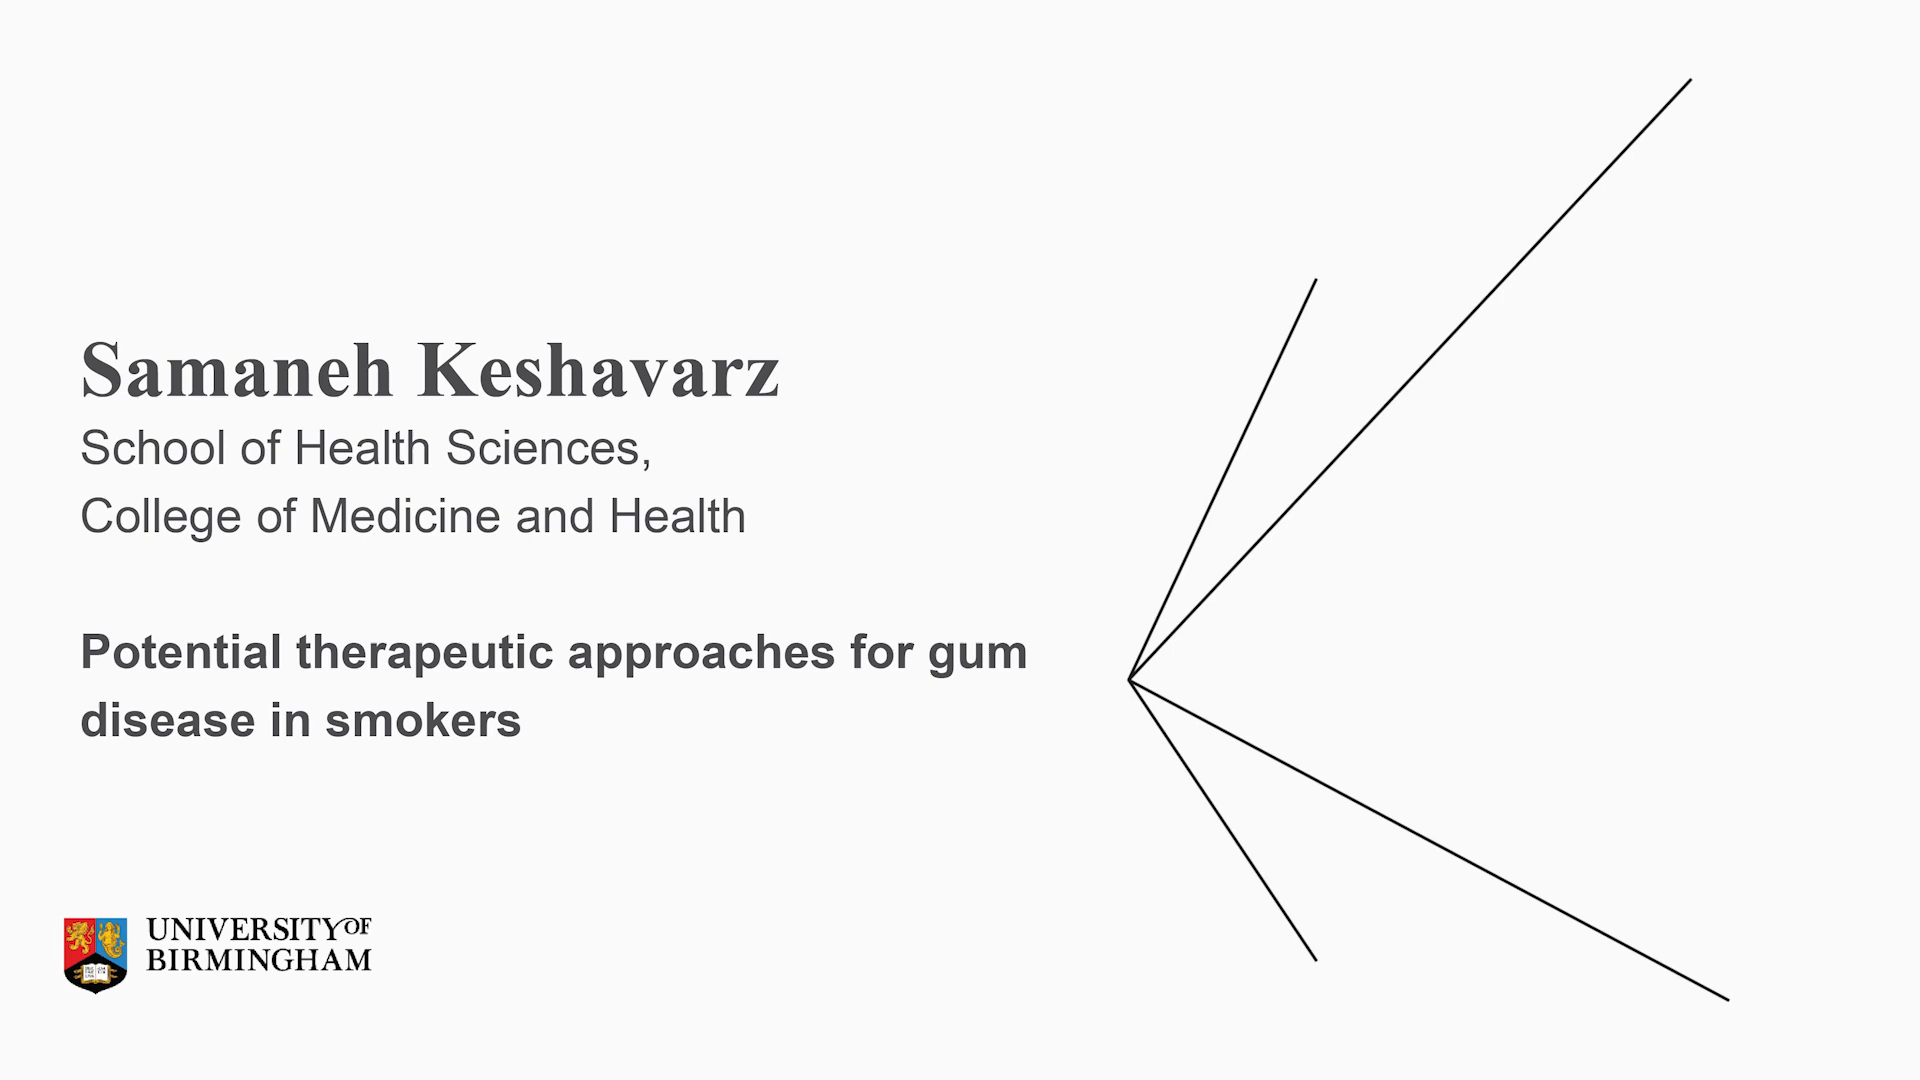 Samaneh Keshavarz
School of Health Sciences,
College of Medicine and Health
Potential therapeutic approaches for gum
disease in smokers
UNIVERSITY OF
BIRMINGHAM